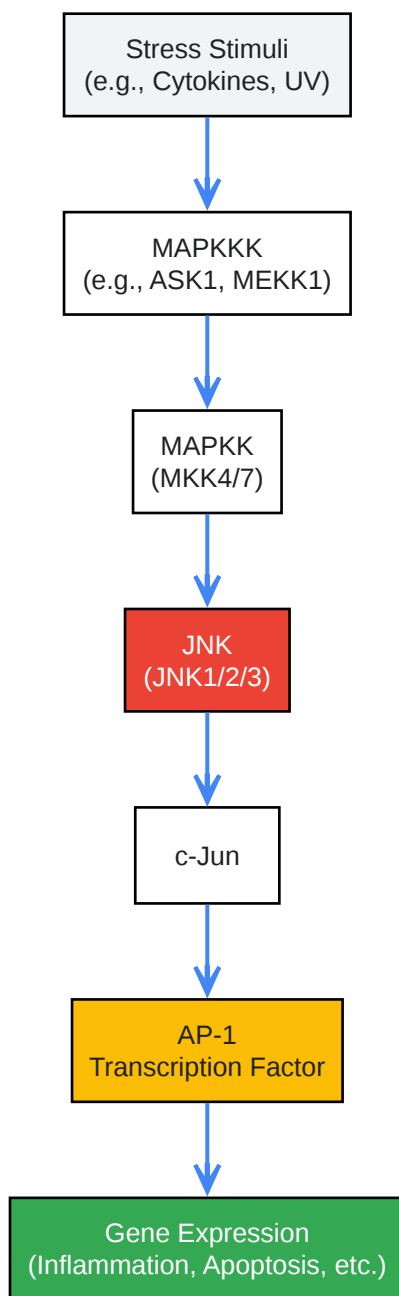 Stress Stimuli
(e.g., Cytokines, UV)
MAPKKK
(e.g., ASK1, MEKK1)
MAPKK
(MKK4/7)
JNK
(JNK1/2/3)
c-Jun
AP-1
Transcription Factor
Gene Expression
(Inflammation, Apoptosis, etc.)